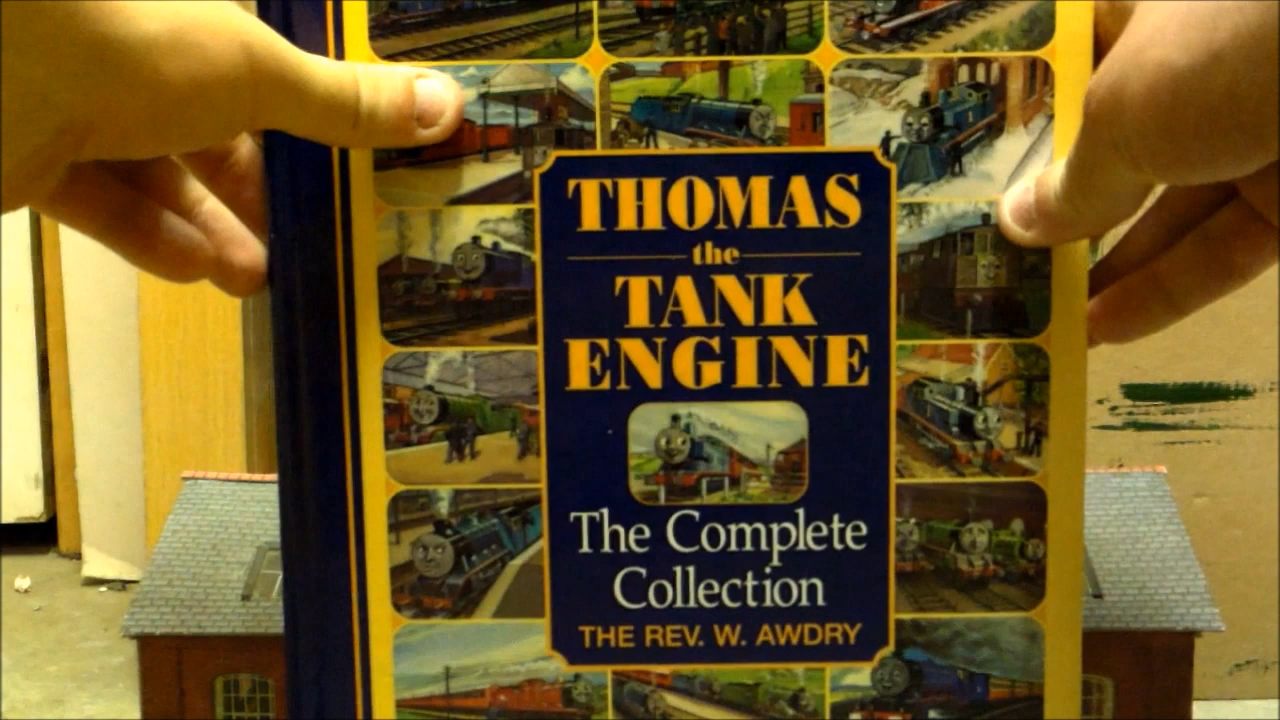 THOMAS
the
TANK
ENGINE
The Complete
Collection
THE REV. W. AWDRY